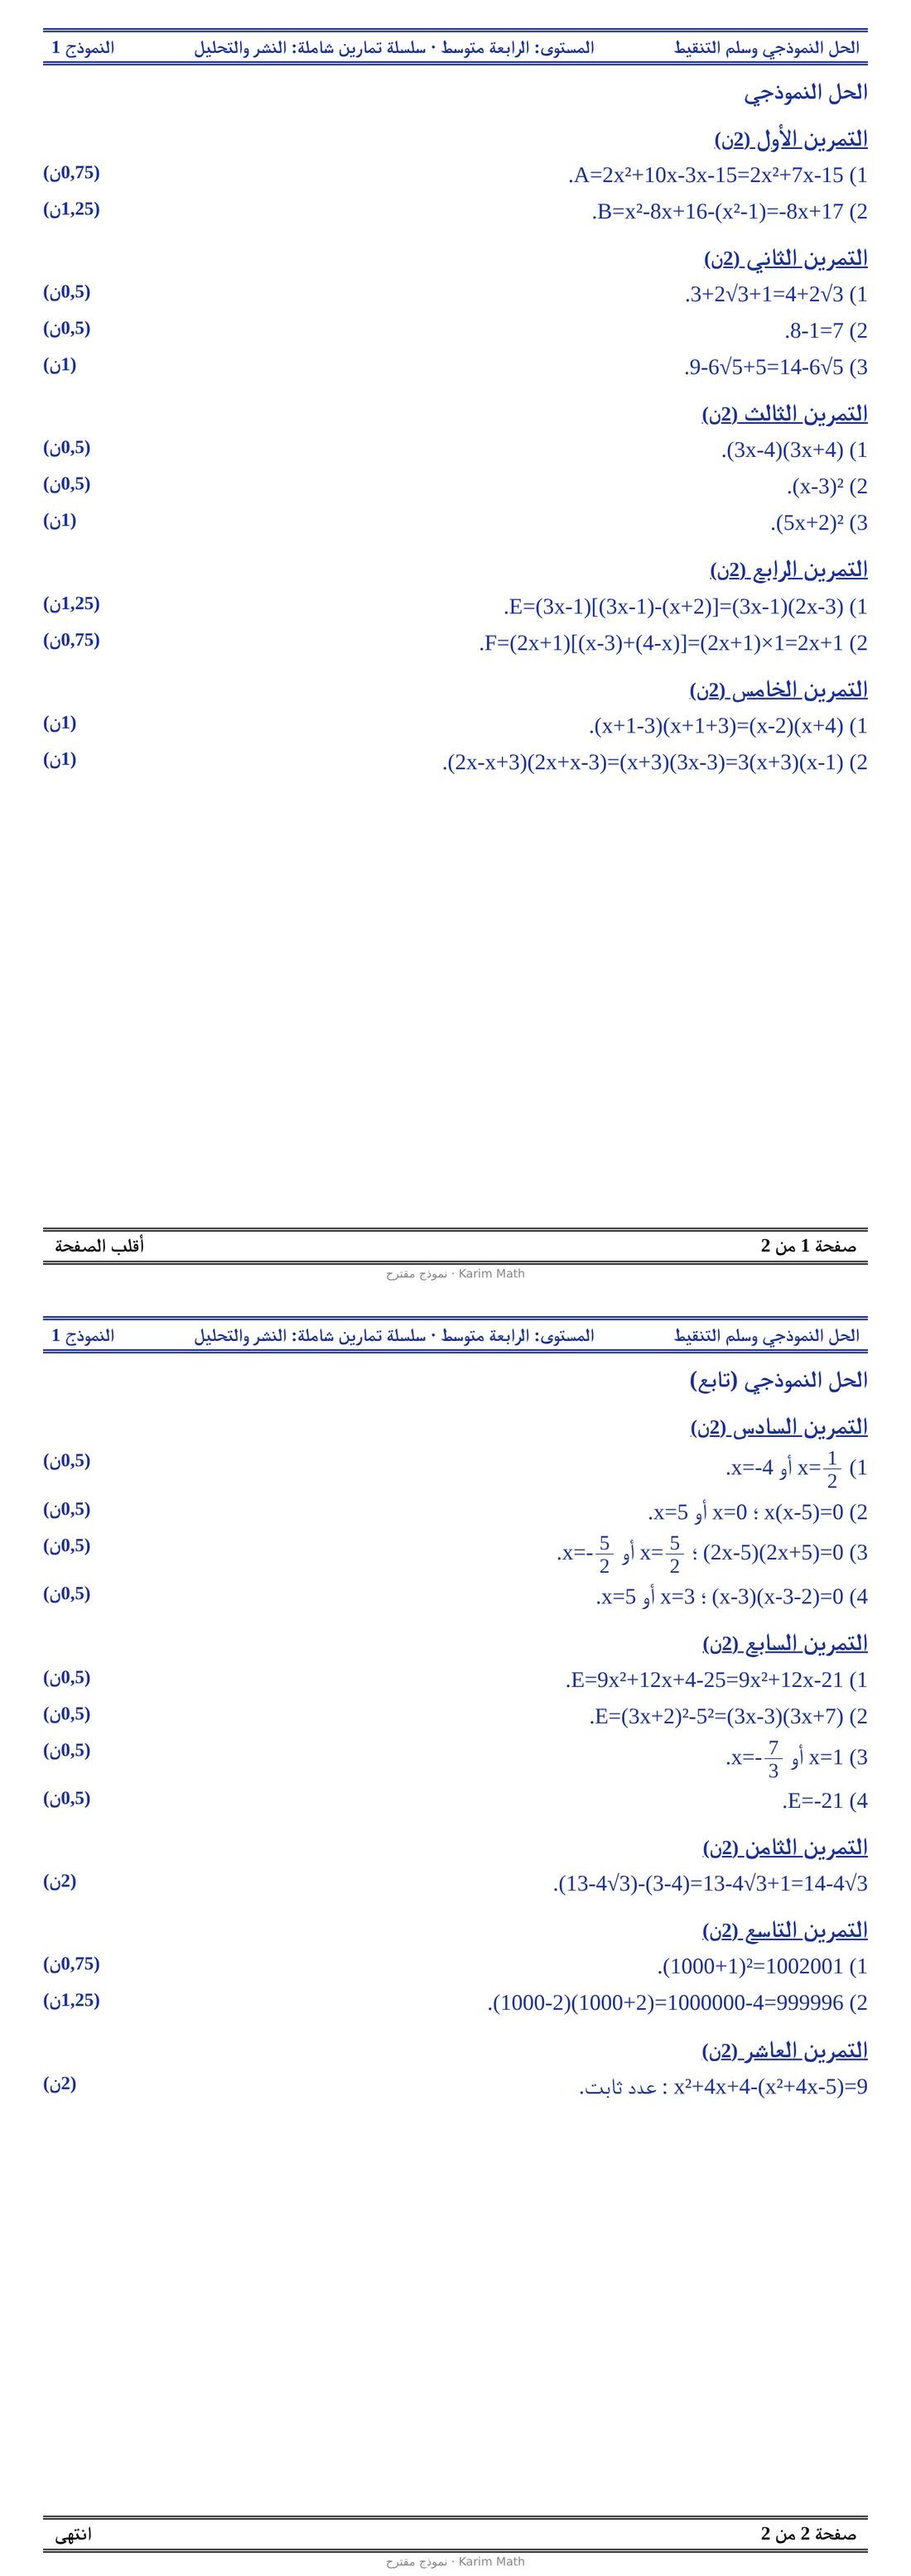 الحل النموذجي وسلم التنقيط المستوى: الرابعة متوسط · سلسلة تمارين شاملة: النشر والتحليل النموذج 1
الحل النموذجي
التمرين الأول (2ن)
1) A=2x²+10x-3x-15=2x²+7x-15. (0,75ن)
2) B=x²-8x+16-(x²-1)=-8x+17. (1,25ن)
التمرين الثاني (2ن)
1) 3+2√3+1=4+2√3. (0,5ن)
2) 8-1=7. (0,5ن)
3) 9-6√5+5=14-6√5. (1ن)
التمرين الثالث (2ن)
1) (3x-4)(3x+4). (0,5ن)
2) (x-3)². (0,5ن)
3) (5x+2)². (1ن)
التمرين الرابع (2ن)
1) E=(3x-1)[(3x-1)-(x+2)]=(3x-1)(2x-3). (1,25ن)
2) F=(2x+1)[(x-3)+(4-x)]=(2x+1)×1=2x+1. (0,75ن)
التمرين الخامس (2ن)
1) (x+1-3)(x+1+3)=(x-2)(x+4). (1ن)
2) (2x-x+3)(2x+x-3)=(x+3)(3x-3)=3(x+3)(x-1). (1ن)
صفحة 1 من 2 أقلب الصفحة
Karim Math · نموذج مقترح
الحل النموذجي وسلم التنقيط المستوى: الرابعة متوسط · سلسلة تمارين شاملة: النشر والتحليل النموذج 1
الحل النموذجي (تابع)
التمرين السادس (2ن)
1) x=1/2 أو x=-4. (0,5ن)
2) x(x-5)=0 ؛ x=0 أو x=5. (0,5ن)
3) (2x-5)(2x+5)=0 ؛ x=5/2 أو x=-5/2. (0,5ن)
4) (x-3)(x-3-2)=0 ؛ x=3 أو x=5. (0,5ن)
التمرين السابع (2ن)
1) E=9x²+12x+4-25=9x²+12x-21. (0,5ن)
2) E=(3x+2)²-5²=(3x-3)(3x+7). (0,5ن)
3) x=1 أو x=-7/3. (0,5ن)
4) E=-21. (0,5ن)
التمرين الثامن (2ن)
(13-4√3)-(3-4)=13-4√3+1=14-4√3. (2ن)
التمرين التاسع (2ن)
1) (1000+1)²=1002001. (0,75ن)
2) (1000-2)(1000+2)=1000000-4=999996. (1,25ن)
التمرين العاشر (2ن)
x²+4x+4-(x²+4x-5)=9 : عدد ثابت. (2ن)
صفحة 2 من 2 انتهى
Karim Math · نموذج مقترح